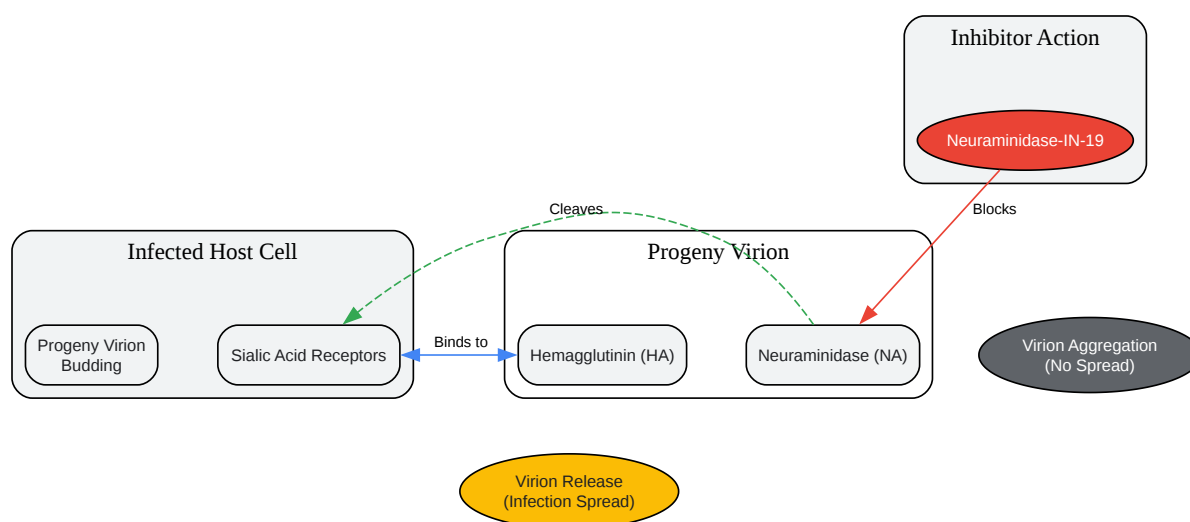 Inhibitor Action
Neuraminidase-IN-19
Cleaves
Blocks
Infected Host Cell
Progeny Virion
Progeny Virion
Budding
Sialic Acid Receptors
Binds to
Hemagglutinin (HA)
Neuraminidase (NA)
Virion Aggregation
(No Spread)
Virion Release
(Infection Spread)